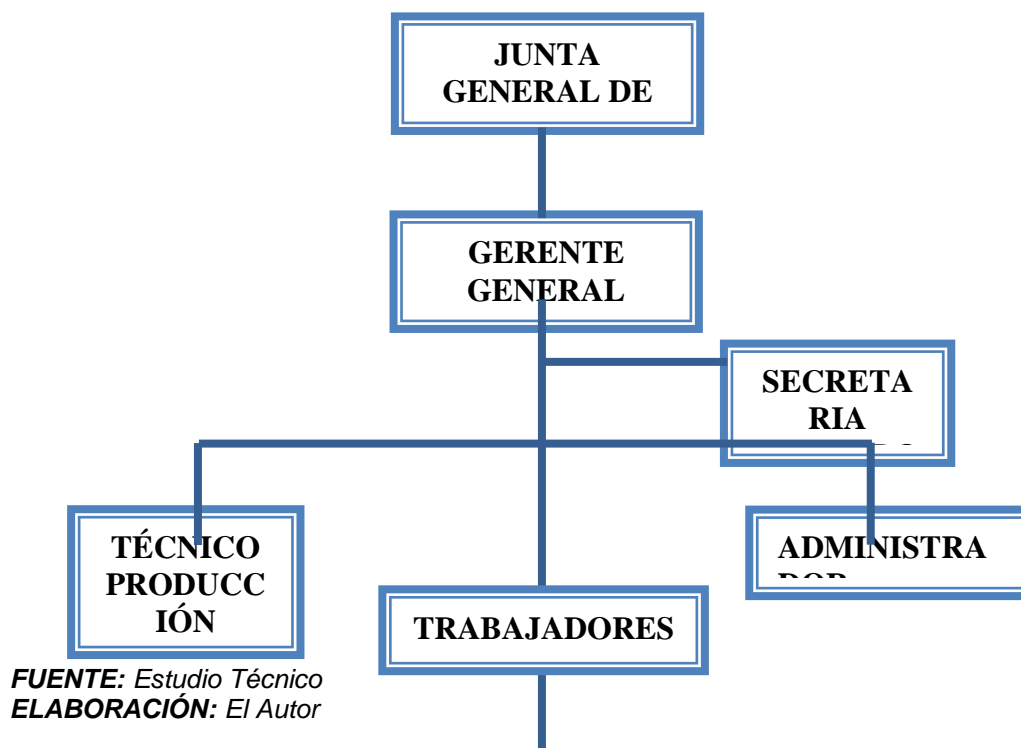 JUNTA
GENERAL DE
GERENTE
GENERAL
SECRETA
RIA
TÉCNICO
PRODUCC
IÓN
ADMINISTRA
TRABAJADORES
FUENTE: Estudio Técnico
ELABORACIÓN: El Autor